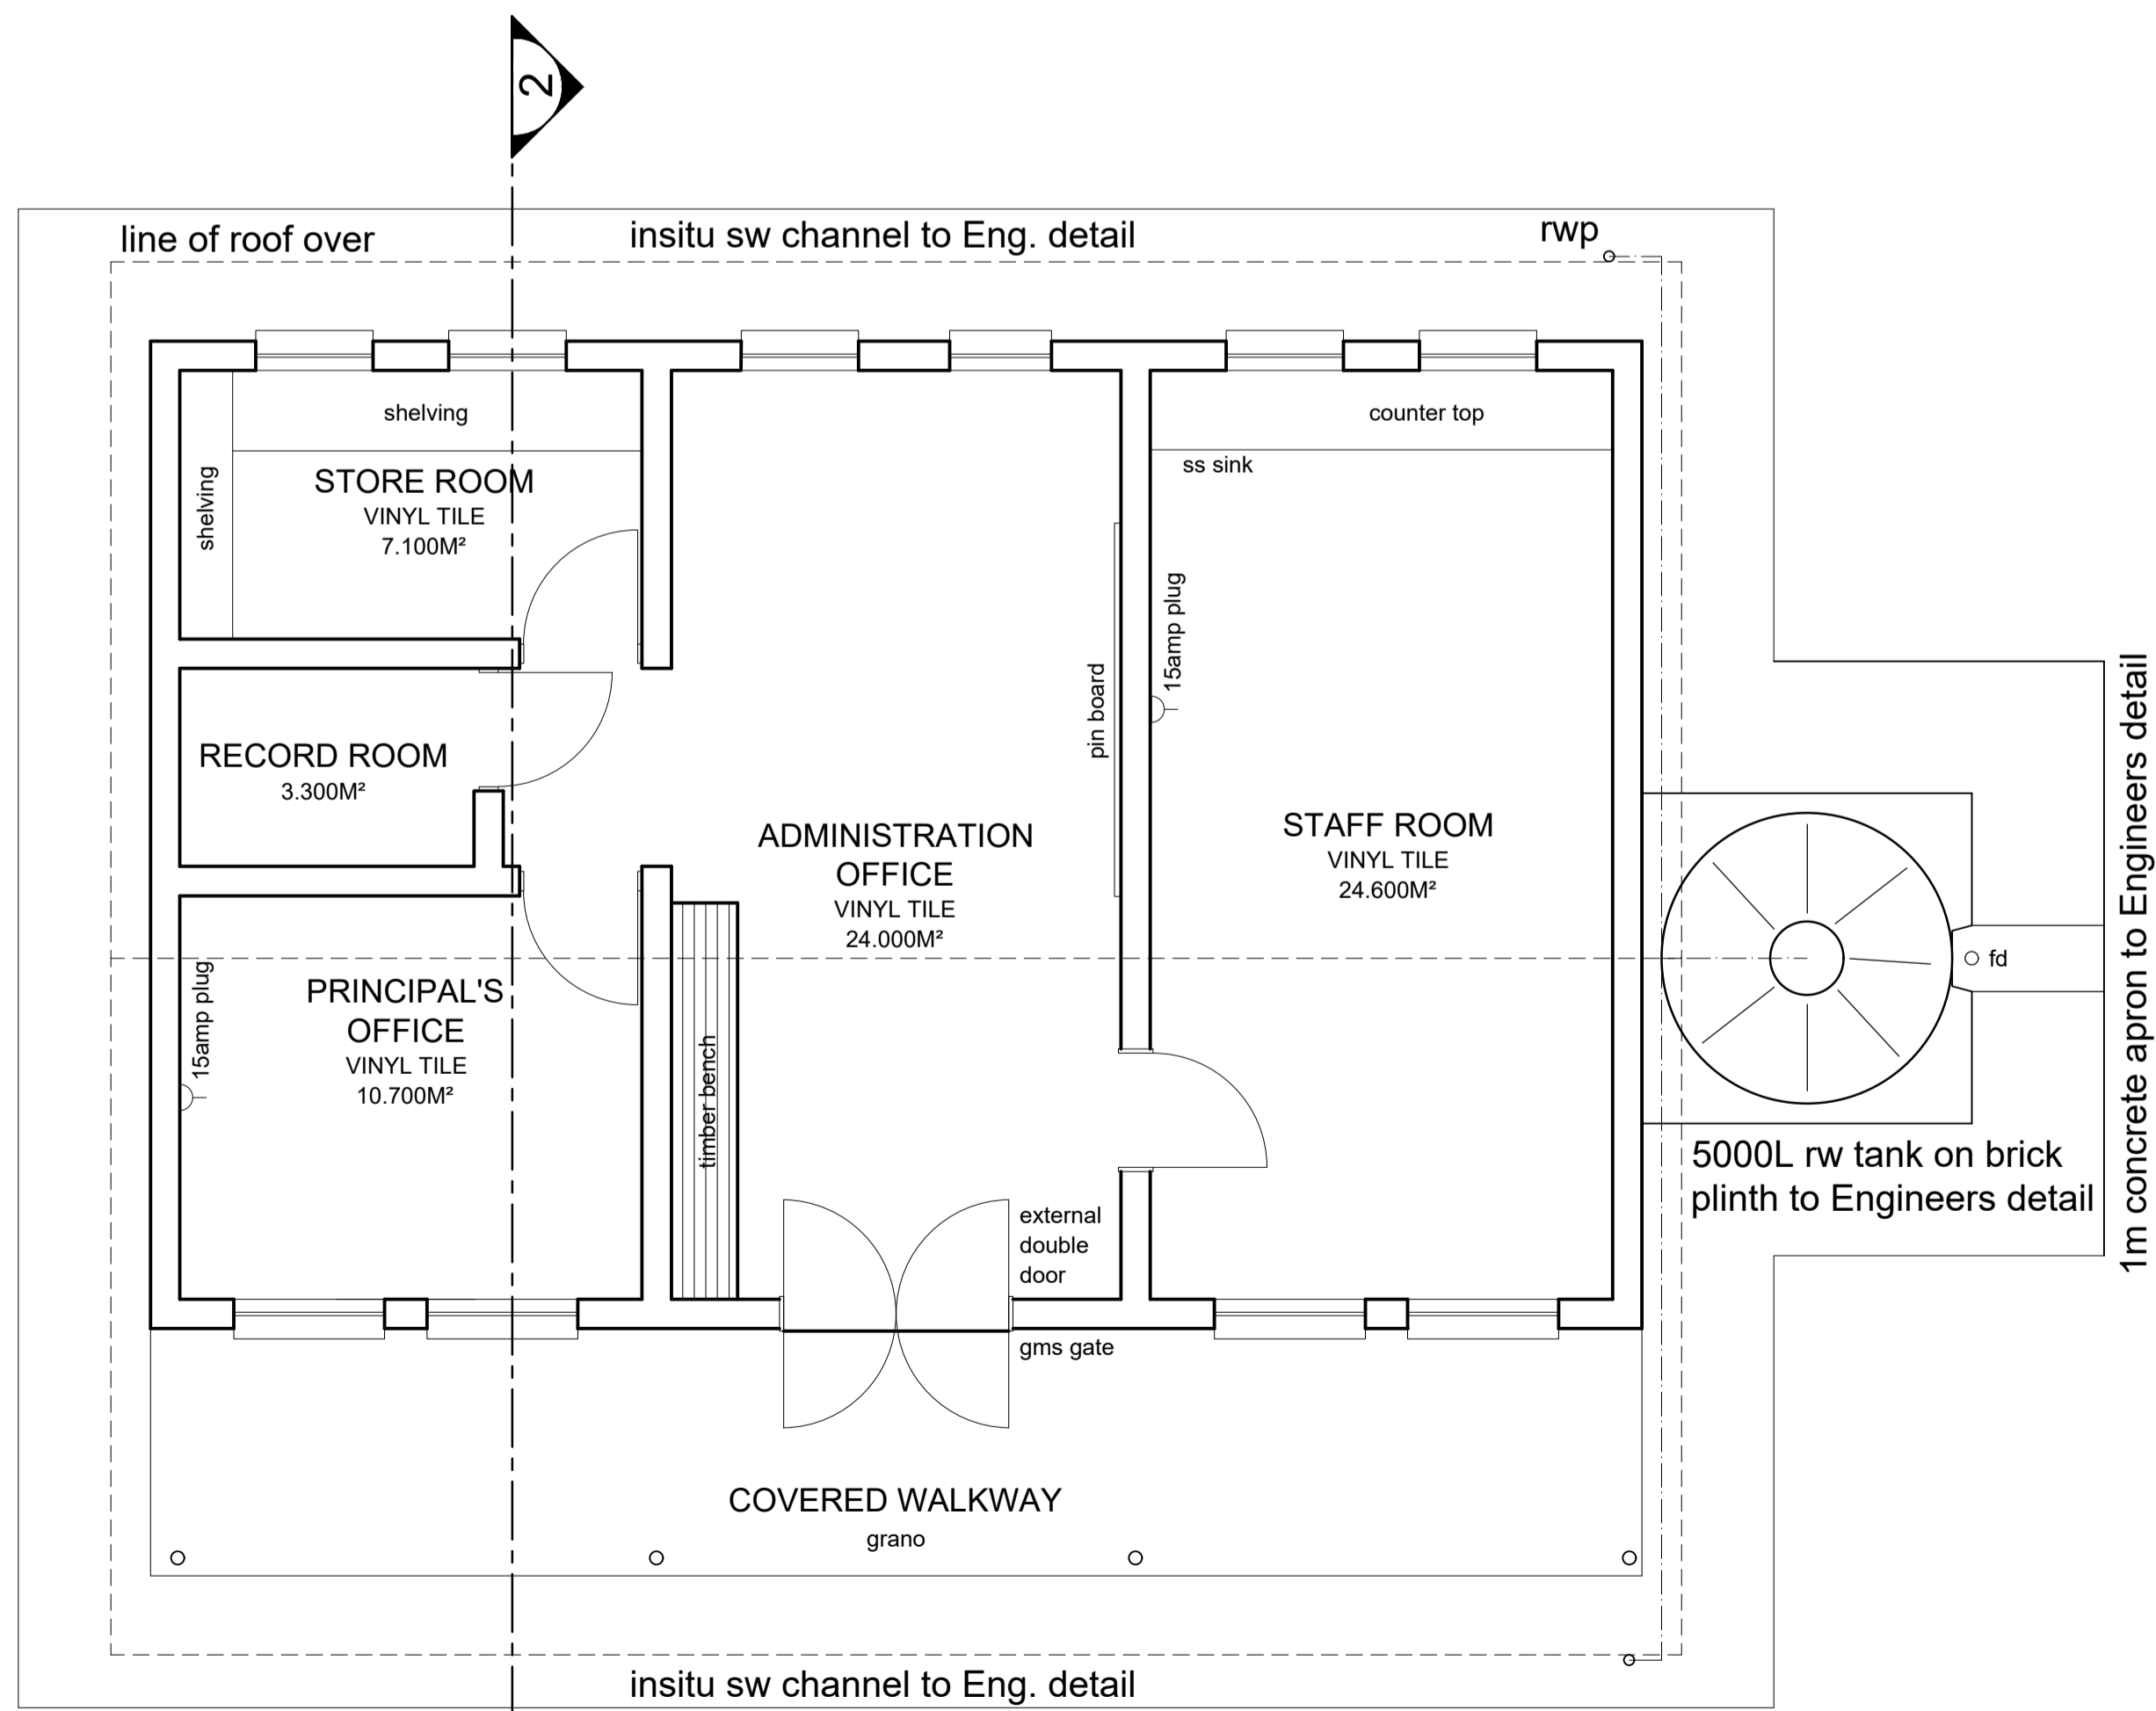 2
line of roof over
insitu sw channel to Eng. detail
rwp
shelving
counter top
ss sink
shelving
STORE ROOM
VINYL TILE
7.100M²
15amp plug
pin board
RECORD ROOM
3.300M²
ADMINISTRATION
OFFICE
VINYL TILE
24.000M²
STAFF ROOM
VINYL TILE
24.600M²
1m concrete apron to Engineers detail
fd
PRINCIPAL'S
OFFICE
VINYL TILE
10.700M²
15amp plug
timber bench
5000L rw tank on brick
plinth to Engineers detail
external
double
door
gms gate
COVERED WALKWAY
grano
insitu sw channel to Eng. detail